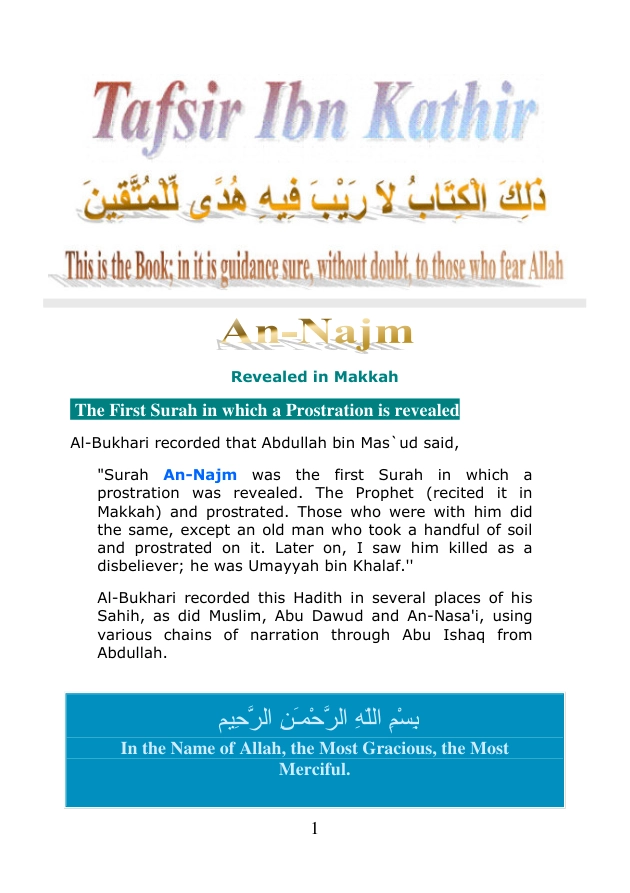 Tafsir Ibn Kathir
ذَٰلِكَ الْكِتَابُ لَا رَيْبَ فِيهِ هُدًى لِّلْمُتَّقِينَ
This is the Book; in it is guidance sure, without doubt, to those who fear Allah
An-Najm
Revealed in Makkah
The First Surah in which a Prostration is revealed
Al-Bukhari recorded that Abdullah bin Mas`ud said,
"Surah An-Najm was the first Surah in which a
prostration was revealed. The Prophet (recited it in
Makkah) and prostrated. Those who were with him did
the same, except an old man who took a handful of soil
and prostrated on it. Later on, I saw him killed as a
disbeliever; he was Umayyah bin Khalaf.''
Al-Bukhari recorded this Hadith in several places of his
Sahih, as did Muslim, Abu Dawud and An-Nasa'i, using
various chains of narration through Abu Ishaq from
Abdullah.
بِسْمِ اللَّهِ الرَّحْمَـنِ الرَّحِيمِ
In the Name of Allah, the Most Gracious, the Most
Merciful.
1